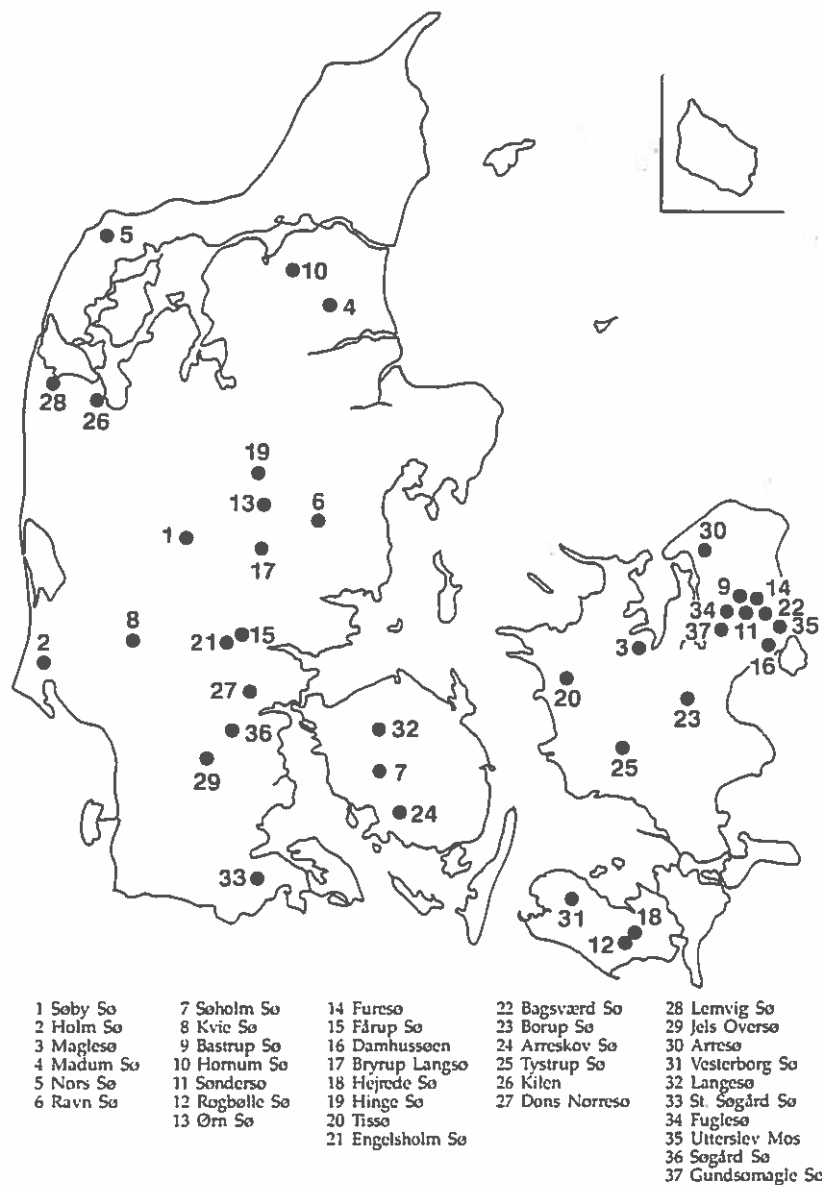 5
10
4
28
26
19
13
6
1
17
30
9
14
34
22
37
11
35
8
15
21
2
3
16
20
27
23
36
32
25
29
7
24
33
31
18
12
1 Søby Sø
2 Holm Sø
3 Maglesø
4 Madum Sø
5 Nors Sø
6 Ravn Sø
7 Søholm Sø
8 Kvie Sø
9 Bastrup Sø
10 Hornum Sø
11 Søndersø
12 Røgbølle Sø
13 Ørn Sø
14 Furesø
15 Fårup Sø
16 Damhussøen
17 Bryrup Langsø
18 Hejrede Sø
19 Hinge Sø
20 Tissø
21 Engelsholm Sø
22 Bagsværd Sø
23 Borup Sø
24 Arreskov Sø
25 Tystrup Sø
26 Kilen
27 Dons Nørresø
28 Lemvig Sø
29 Jels Oversø
30 Arresø
31 Vesterborg Sø
32 Langesø
33 St. Søgård Sø
34 Fuglesø
35 Utterslev Mos
36 Søgård Sø
37 Gundsømagle Sø